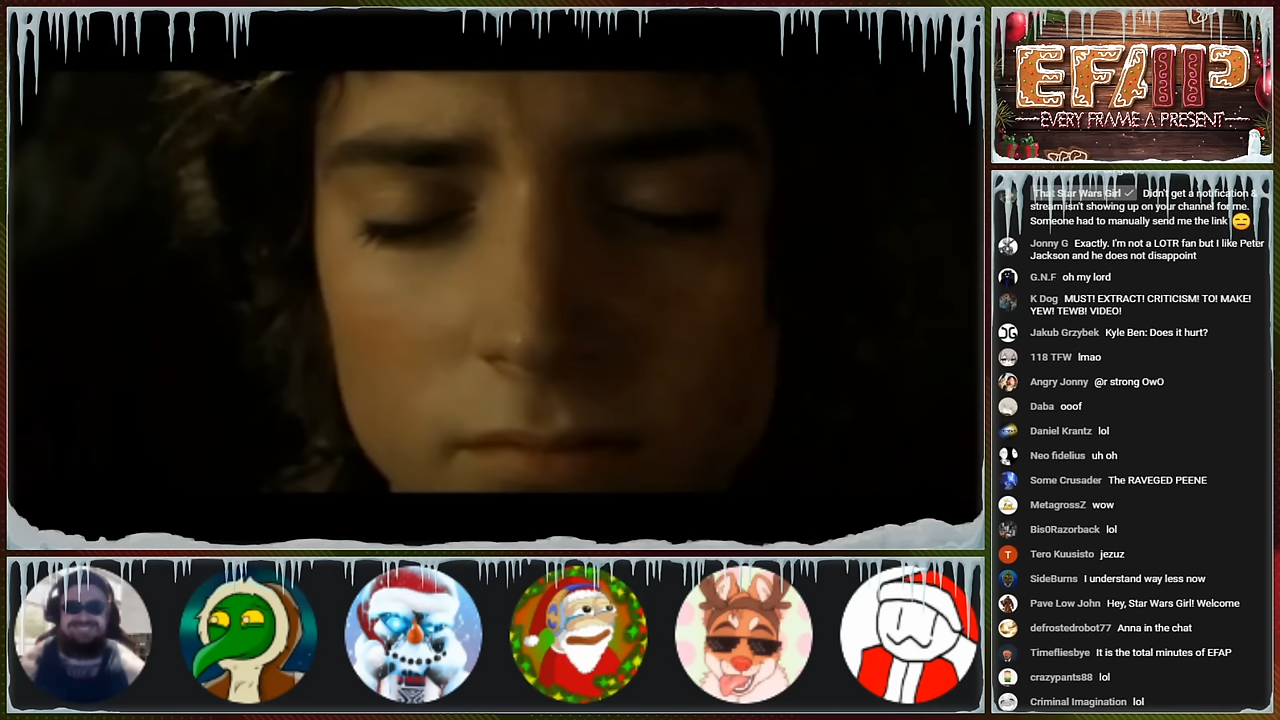 EFAP
EVERY FRAME A PRESENT
That Star Wars Girl ✓ Didn't get a notification &
stream isn't showing up on your channel for me.
Someone had to manually send me the link
Jonny G Exactly. I'm not a LOTR fan but I like Peter
Jackson and he does not disappoint
G.N.F oh my lord
K Dog MUST! EXTRACT! CRITICISM! TO! MAKE!
YEW! TEWB! VIDEO!
Jakub Grzybek Kyle Ben: Does it hurt?
118 TFW lmao
Angry Jonny @r strong OwO
Daba ooof
Daniel Krantz lol
Neo fidelius uh oh
Some Crusader The RAVEGED PEENE
MetagrossZ wow
Bis0Razorback lol
T
Tero Kuusisto jezuz
SideBurns I understand way less now
Pave Low John Hey, Star Wars Girl! Welcome
defrostedrobot77 Anna in the chat
Timefliesbye It is the total minutes of EFAP
crazypants88 lol
Criminal Imagination lol